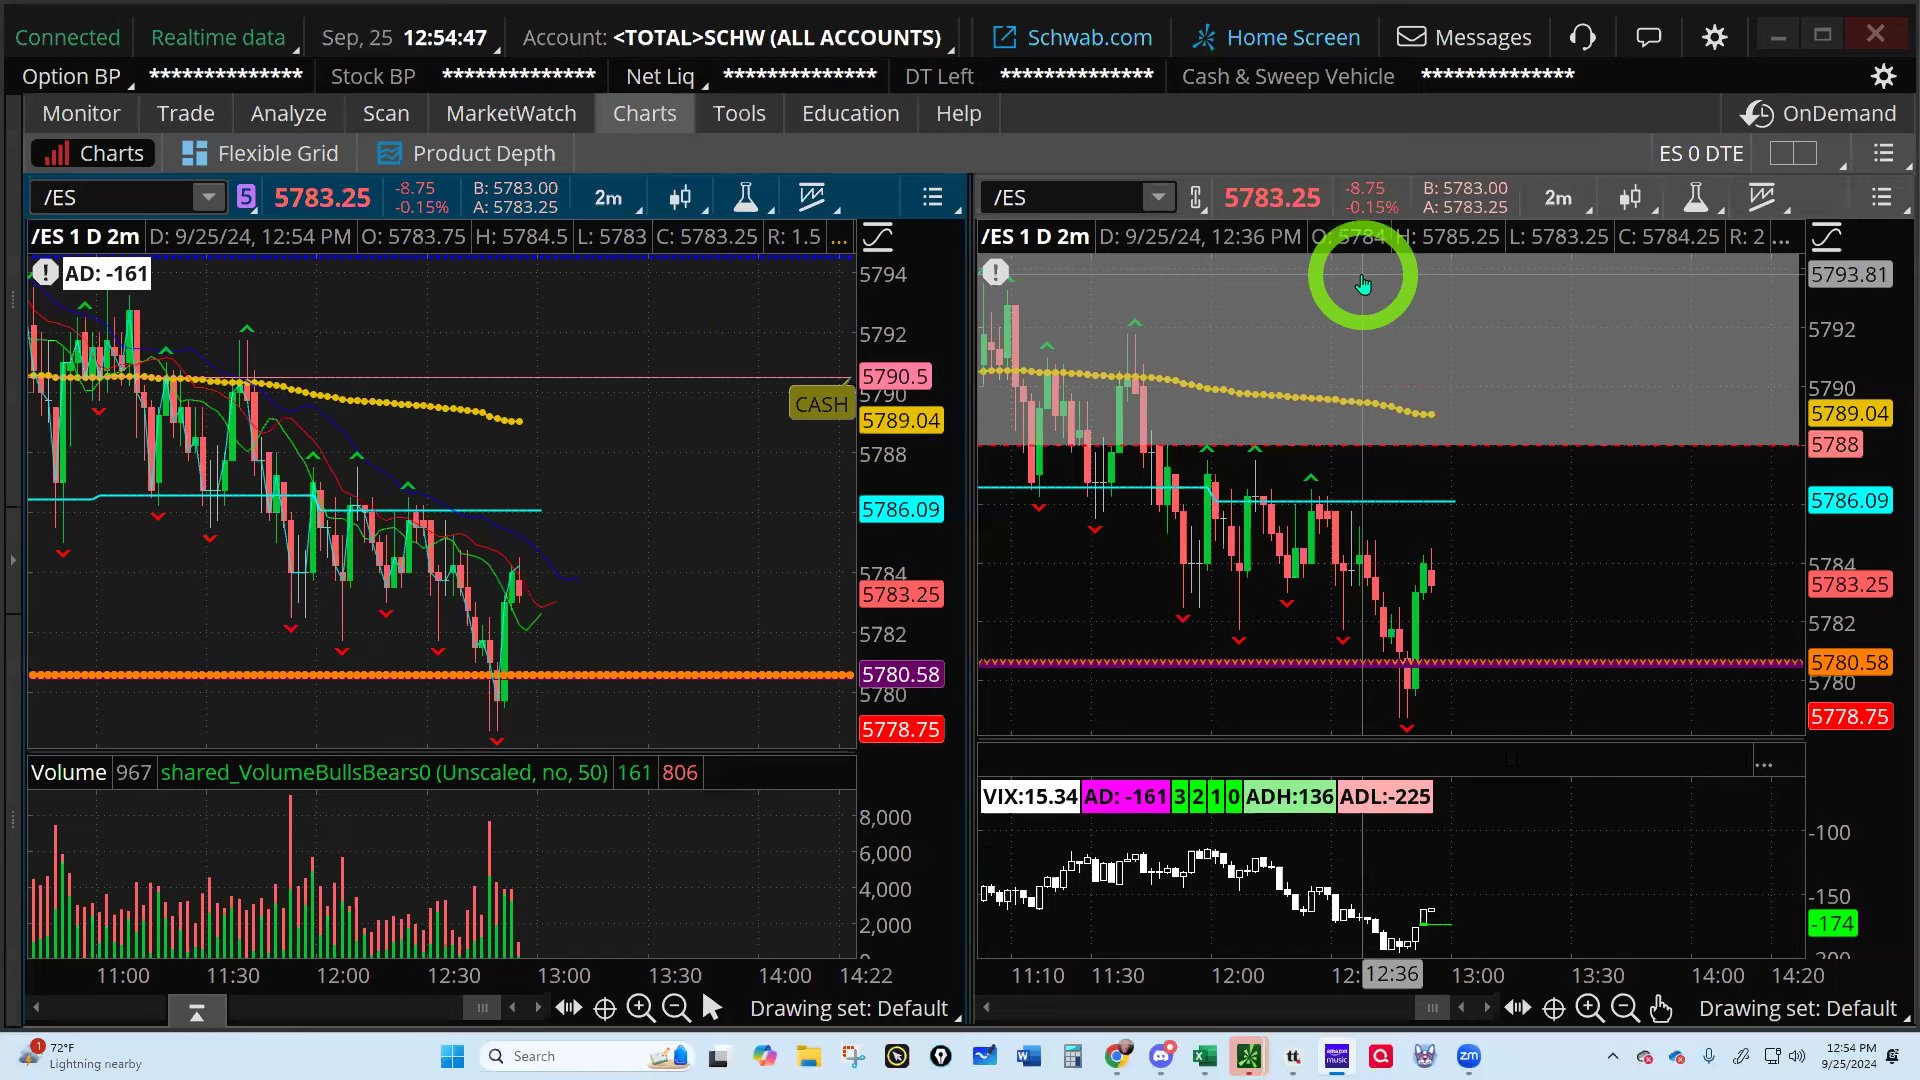 Connected Realtime data Sep, 25 12:54:47 Account: <TOTAL>SCHW (ALL ACCOUNTS) Schwab.com Home Screen Messages
Option BP ************** Stock BP ************** Net Liq ************** DT Left ************** Cash & Sweep Vehicle **************
Monitor Trade Analyze Scan MarketWatch Charts Tools Education Help OnDemand
Charts Flexible Grid Product Depth ES 0 DTE
/ES 5 5783.25 -8.75 -0.15% B: 5783.00 A: 5783.25 2m
/ES 1 D 2m D: 9/25/24, 12:54 PM O: 5783.75 H: 5784.5 L: 5783 C: 5783.25 R: 1.5 ...
AD: -161
5794
5792
5790.5
5790
CASH
5789.04
5788
5786.09
5784
5783.25
5782
5780.58
5780
5778.75
Volume 967 shared_VolumeBullsBears0 (Unscaled, no, 50) 161 806
8,000
6,000
4,000
2,000
11:00 11:30 12:00 12:30 13:00 13:30 14:00 14:22
Drawing set: Default
/ES 5783.25 -8.75 -0.15% B: 5783.00 A: 5783.25 2m
/ES 1 D 2m D: 9/25/24, 12:36 PM O: 5784 H: 5785.25 L: 5783.25 C: 5784.25 R: 2 ...
5793.81
5792
5790
5789.04
5788
5786.09
5784
5783.25
5782
5780.58
5780
5778.75
...
VIX:15.34 AD: -161 3 2 1 0 ADH:136 ADL:-225
-100
-150
-174
11:10 11:30 12:00 12:36 13:00 13:30 14:00 14:20
Drawing set: Default
1 72°F
Lightning nearby
Search
tt
zm
12:54 PM
9/25/2024